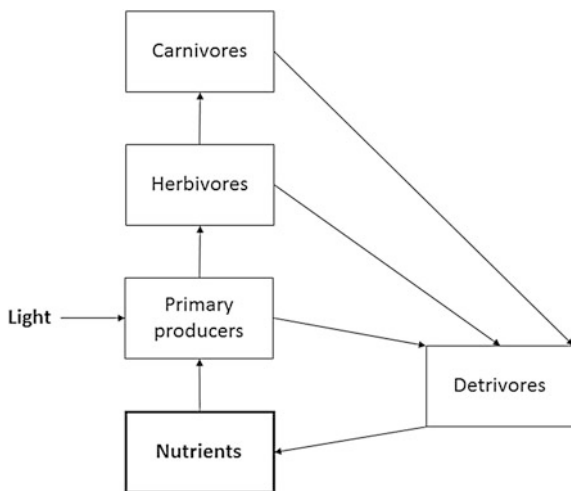 Carnivores
Herbivores
Light
Primary
producers
Detrivores
Nutrients